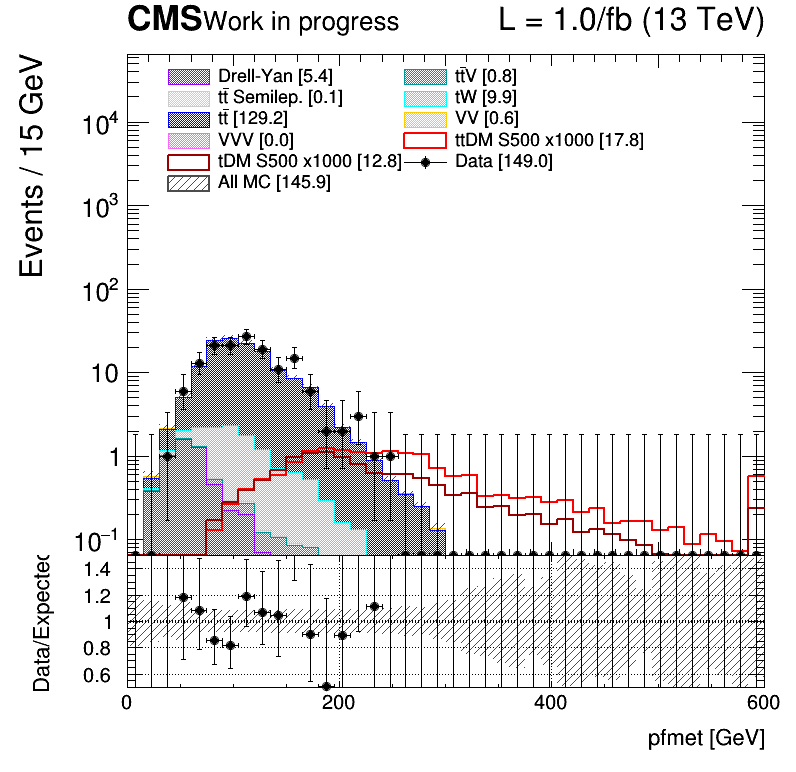 CMS Work in progress L = 1.0/fb (13 TeV)
Events / 15 GeV
Drell-Yan [5.4] tt̄V [0.8]
tt̄ Semilep. [0.1] tW [9.9]
tt̄ [129.2] VV [0.6]
VVV [0.0] ttDM S500 x1000 [17.8]
tDM S500 x1000 [12.8] Data [149.0]
All MC [145.9]
10⁴
10³
10²
10
1
10⁻¹
Data/Expected
1.4
1.2
1
0.8
0.6
0 200 400 600
pfmet [GeV]